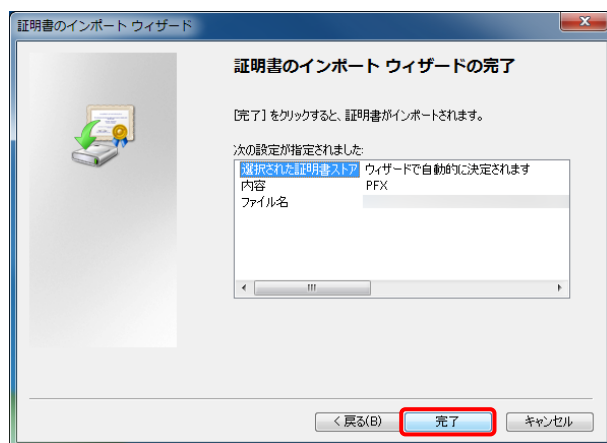 証明書のインポート ウィザード
証明書のインポート ウィザードの完了
[完了] をクリックすると、証明書がインポートされます。
次の設定が指定されました:
選択された証明書ストア ウィザードで自動的に決定されます
内容 PFX
ファイル名
< 戻る(B) 完了 キャンセル